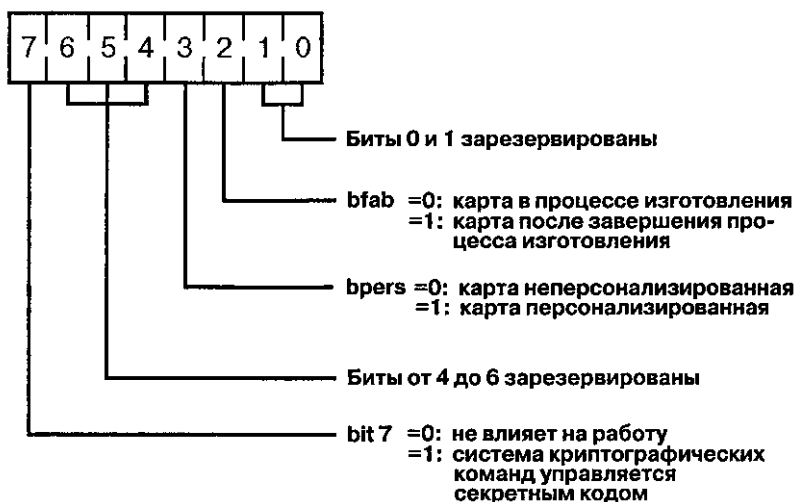 7 6 5 4 3 2 1 0
Биты 0 и 1 зарезервированы
bfab =0: карта в процессе изготовления
=1: карта после завершения про-
цесса изготовления
bpers =0: карта неперсонализированная
=1: карта персонализированная
Биты от 4 до 6 зарезервированы
bit 7 =0: не влияет на работу
=1: система криптографических
команд управляется
секретным кодом